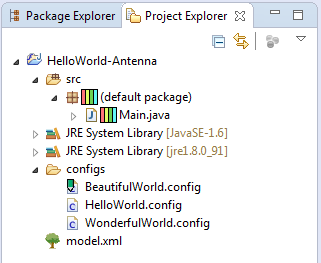 Package Explorer Project Explorer
HelloWorld-Antenna
src
(default package)
Main.java
JRE System Library [JavaSE-1.6]
JRE System Library [jre1.8.0_91]
configs
BeautifulWorld.config
HelloWorld.config
WonderfulWorld.config
model.xml